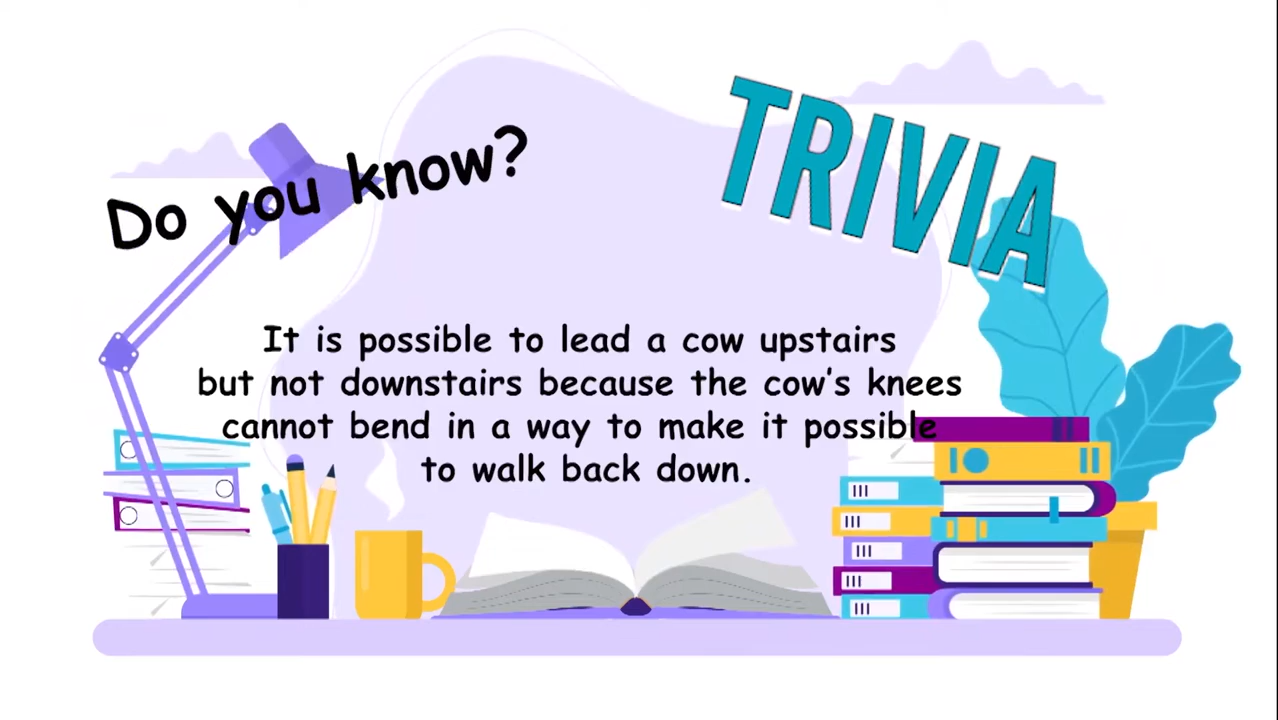 Do you know?
TRIVIA
It is possible to lead a cow upstairs
but not downstairs because the cow's knees
cannot bend in a way to make it possible
to walk back down.